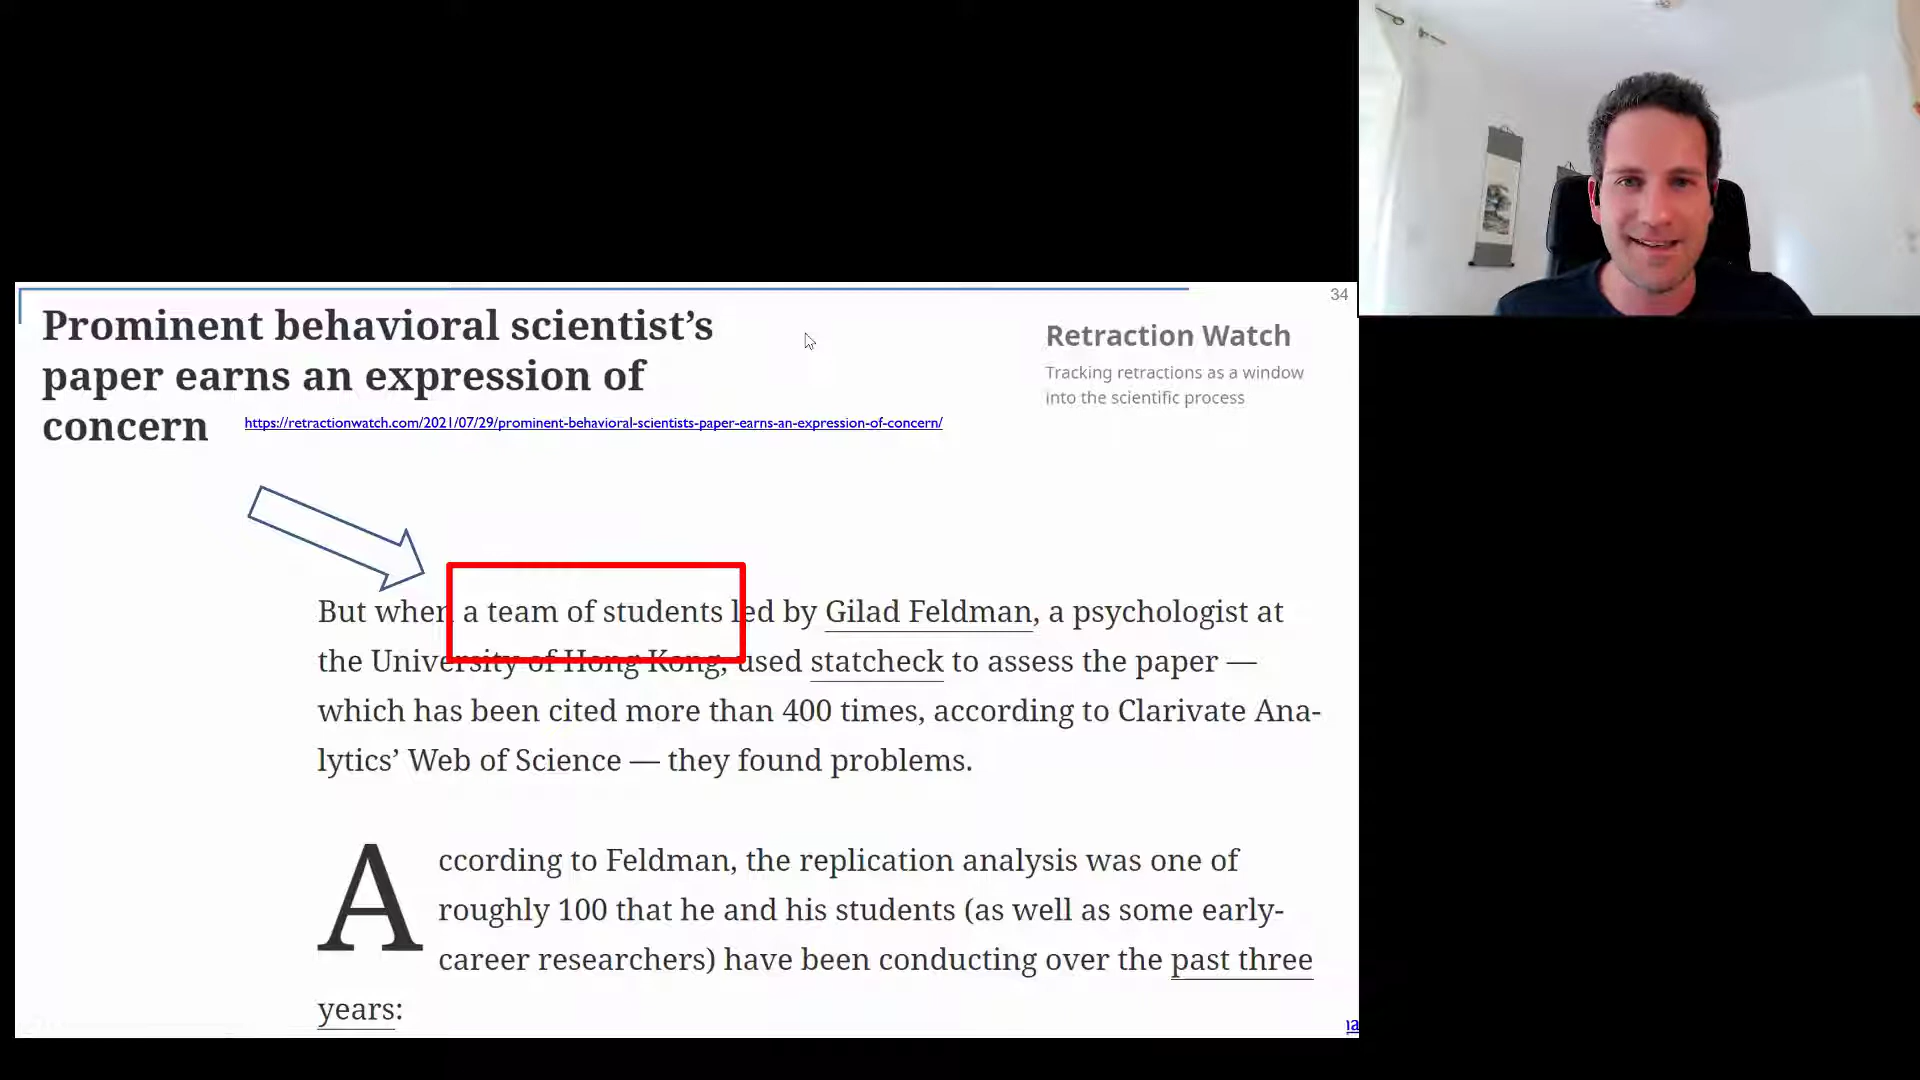 34
Prominent behavioral scientist’s
paper earns an expression of
concern
https://retractionwatch.com/2021/07/29/prominent-behavioral-scientists-paper-earns-an-expression-of-concern/
Retraction Watch
Tracking retractions as a window
into the scientific process
But when a team of students led by Gilad Feldman, a psychologist at
the University of Hong Kong, used statcheck to assess the paper —
which has been cited more than 400 times, according to Clarivate Ana-
lytics’ Web of Science — they found problems.
According to Feldman, the replication analysis was one of
roughly 100 that he and his students (as well as some early-
career researchers) have been conducting over the past three
years: